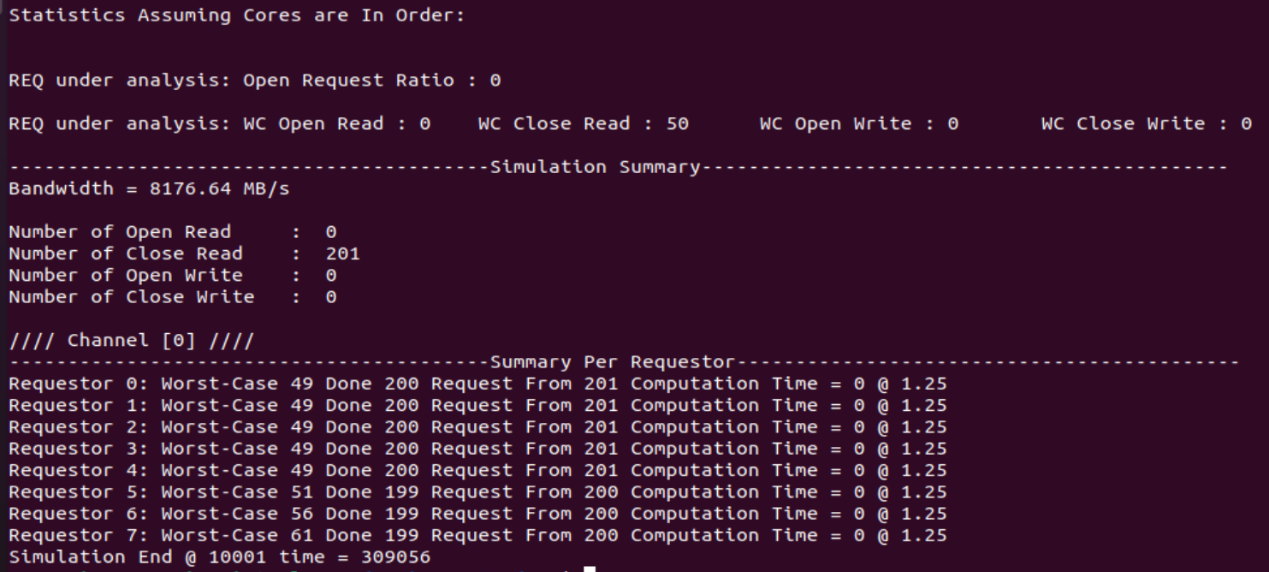 Statistics Assuming Cores are In Order:
REQ under analysis: Open Request Ratio : 0
REQ under analysis: WC Open Read : 0    WC Close Read : 50      WC Open Write : 0       WC Close Write : 0
-----------------------------------------Simulation Summary---------------------------------------------
Bandwidth = 8176.64 MB/s
Number of Open Read     :  0
Number of Close Read    :  201
Number of Open Write    :  0
Number of Close Write   :  0
//// Channel [0] ////
-----------------------------------------Summary Per Requestor-------------------------------------------
Requestor 0: Worst-Case 49 Done 200 Request From 201 Computation Time = 0 @ 1.25
Requestor 1: Worst-Case 49 Done 200 Request From 201 Computation Time = 0 @ 1.25
Requestor 2: Worst-Case 49 Done 200 Request From 201 Computation Time = 0 @ 1.25
Requestor 3: Worst-Case 49 Done 200 Request From 201 Computation Time = 0 @ 1.25
Requestor 4: Worst-Case 49 Done 200 Request From 201 Computation Time = 0 @ 1.25
Requestor 5: Worst-Case 51 Done 199 Request From 200 Computation Time = 0 @ 1.25
Requestor 6: Worst-Case 56 Done 199 Request From 200 Computation Time = 0 @ 1.25
Requestor 7: Worst-Case 61 Done 199 Request From 200 Computation Time = 0 @ 1.25
Simulation End @ 10001 time = 309056